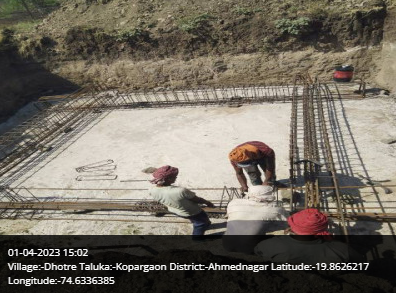 01-04-2023 15:02
Village:-Dhotre Taluka:-Kopargaon District:-Ahmednagar Latitude:-19.8626217
Longitude:-74.6336385